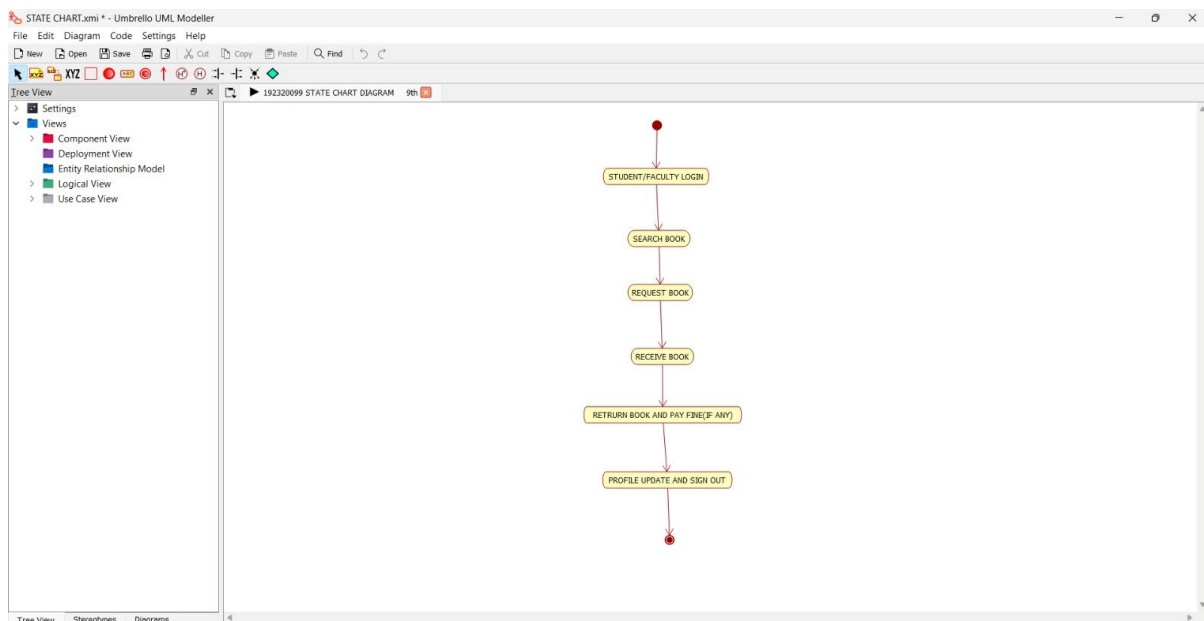 STATE CHART.xmi * - Umbrello UML Modeller
File Edit Diagram Code Settings Help
New Open Save Cut Copy Paste Find
XYZ XYZ
Tree View
192320099 STATE CHART DIAGRAM 9th
Settings
Views
Component View
Deployment View
Entity Relationship Model
Logical View
Use Case View
STUDENT/FACULTY LOGIN
SEARCH BOOK
REQUEST BOOK
RECEIVE BOOK
RETRURN BOOK AND PAY FINE(IF ANY)
PROFILE UPDATE AND SIGN OUT
Tree View Stereotypes Diagrams